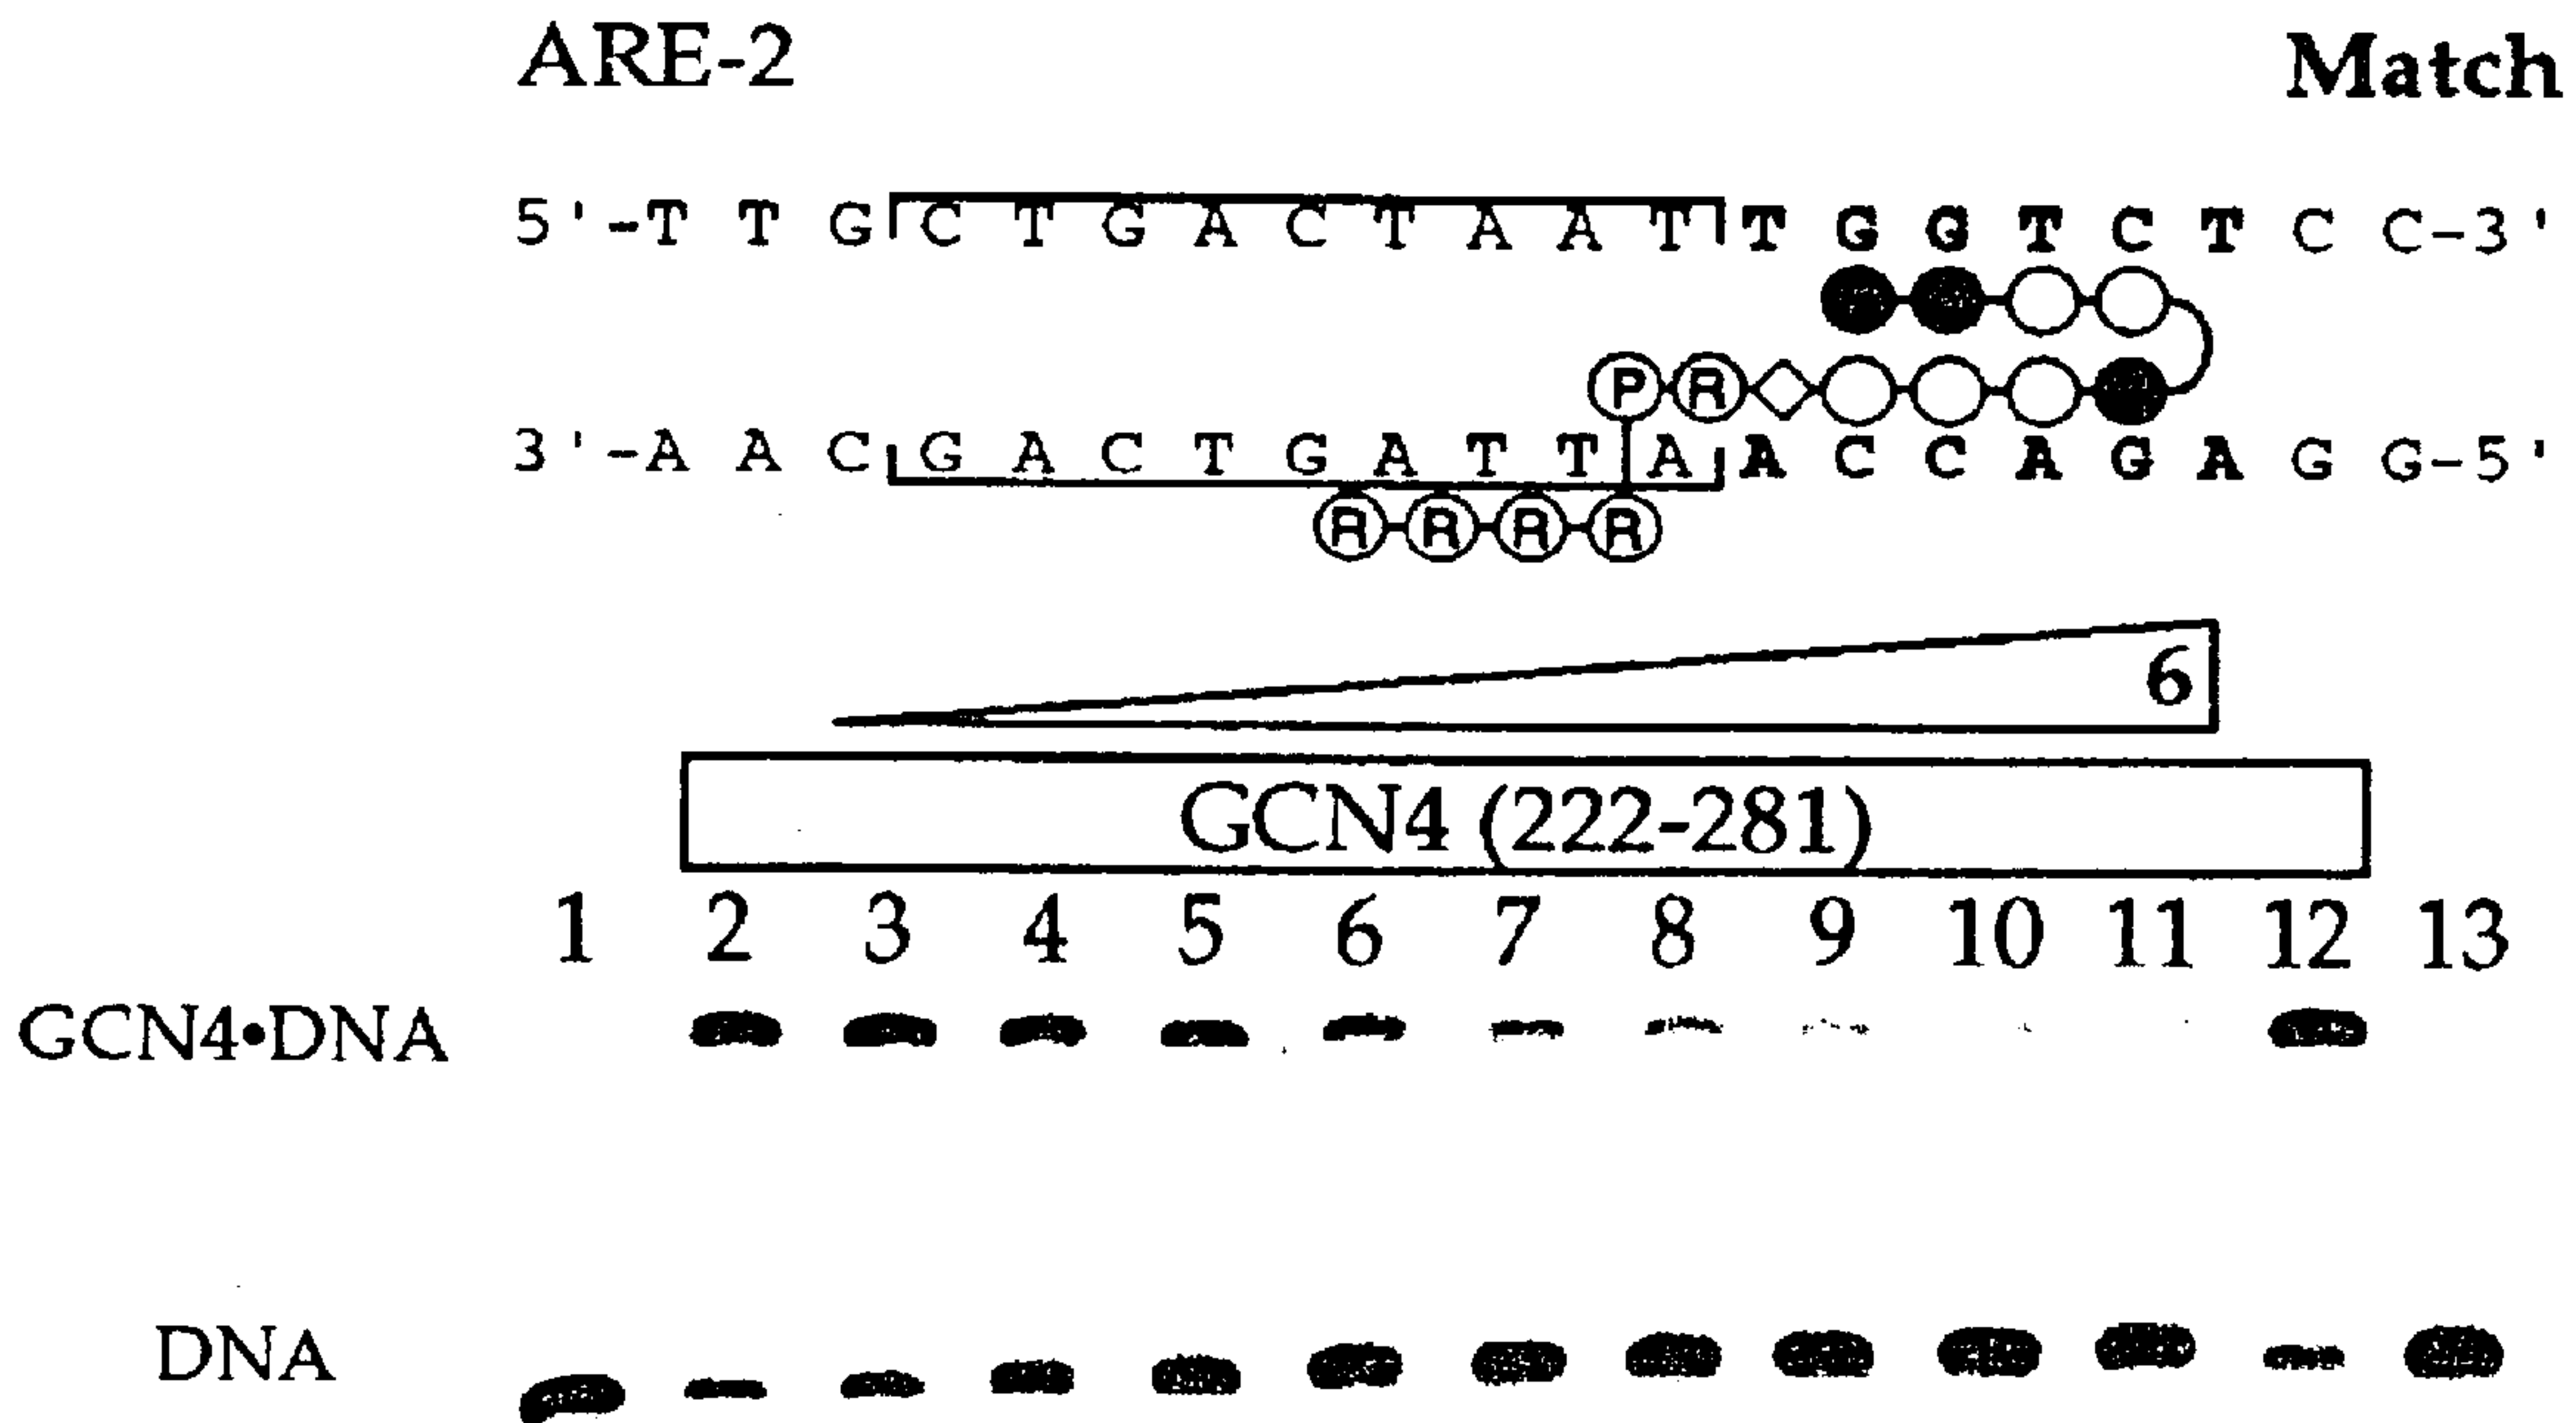 ARE-2 Match
5'-T T G C T G A C T A A T T G G T C T C C-3'
P R
3'-A A C G A C T G A T T A A C C A G A G G-5'
R R R R
6
GCN4 (222-281)
1 2 3 4 5 6 7 8 9 10 11 12 13
GCN4•DNA
DNA